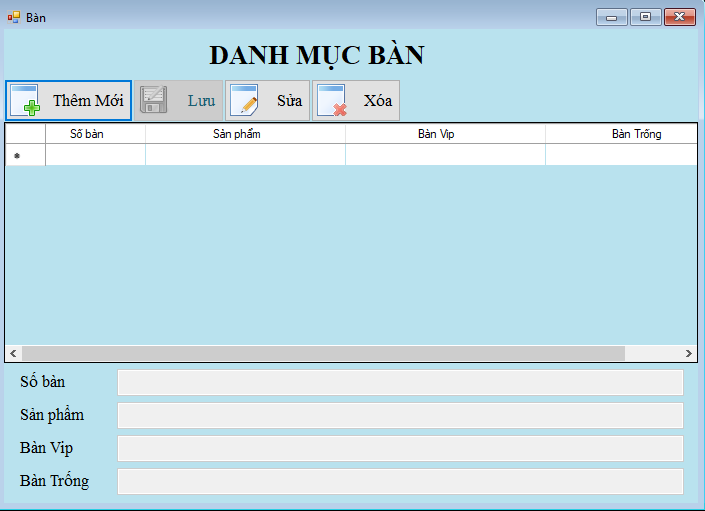 Bàn
DANH MỤC BÀN
Thêm Mới Lưu Sửa Xóa
Số bàn Sản phẩm Bàn Vip Bàn Trống
Số bàn
Sản phẩm
Bàn Vip
Bàn Trống